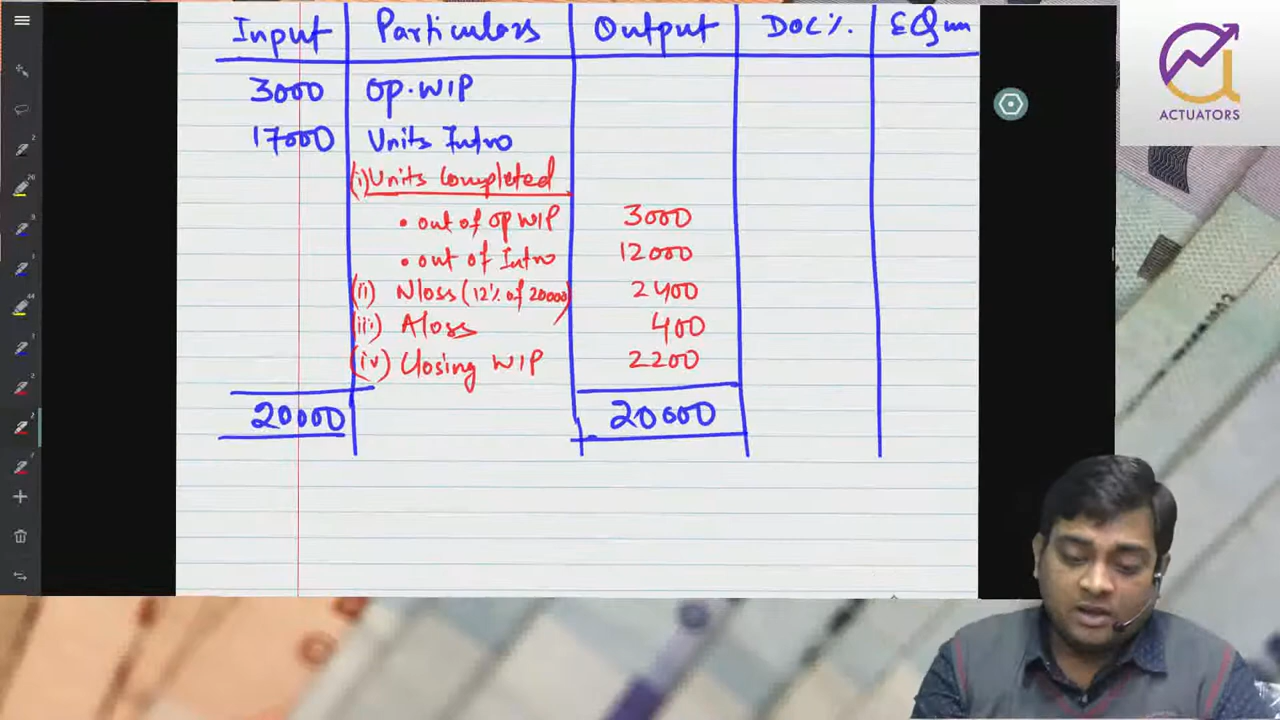 Input Particulars Output DOC%. EQun
3000 Op. WIP
17000 Units Intro
(i) Units Completed
• out of Op WIP 3000
• out of Intro 12000
(ii) Nloss (12% of 20000) 2400
(iii) Aloss 400
(iv) Closing WIP 2200
20000 20000
ACTUATORS